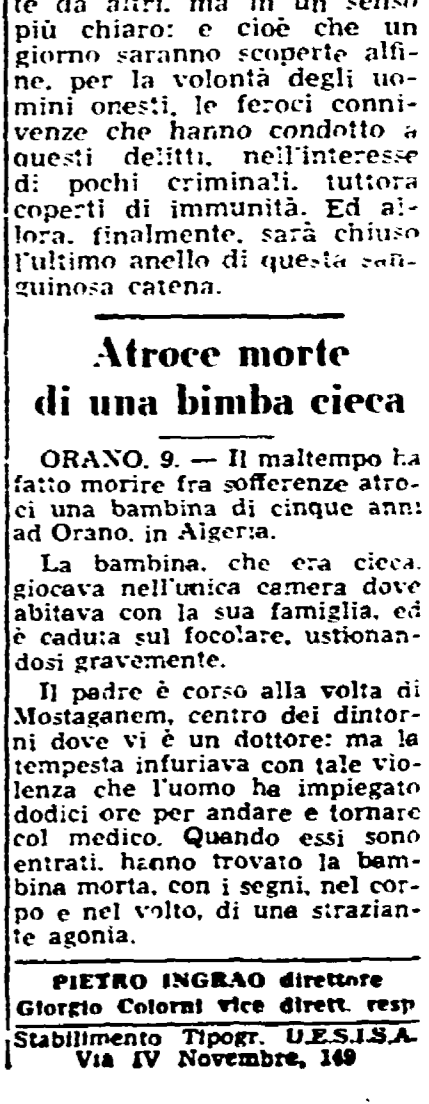 te da altri. ma in un senso
più chiaro: e cioè che un
giorno saranno scoperte alfi-
ne. per la volontà degli uo-
mini onesti, le feroci conni-
venze che hanno condotto a
questi delitti, nell'interesse
di pochi criminali, tuttora
coperti di immunità. Ed al-
lora, finalmente, sarà chiuso
l'ultimo anello di questa san-
guinosa catena.
Atroce morte
di una bimba cieca
ORANO, 9. — Il maltempo ha
fatto morire fra sofferenze atro-
ci una bambina di cinque anni
ad Orano, in Algeria.
La bambina, che era cieca,
giocava nell'unica camera dove
abitava con la sua famiglia, ed
è caduta sul focolare, ustionan-
dosi gravemente.
Il padre è corso alla volta di
Mostaganem, centro dei dintor-
ni dove vi è un dottore: ma la
tempesta infuriava con tale vio-
lenza che l'uomo ha impiegato
dodici ore per andare e tornare
col medico. Quando essi sono
entrati, hanno trovato la bam-
bina morta, con i segni, nel cor-
po e nel volto, di una strazian-
te agonia.
PIETRO INGRAO direttore
Giorgio Colorni vice dirett. resp
Stabilimento Tipogr. U.E.S.I.S.A.
Via IV Novembre, 149